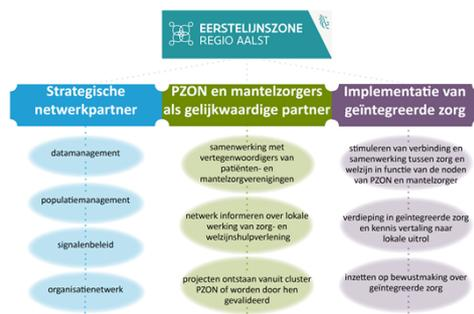 EERSTELIJNSZONE
REGIO AALST
Strategische
netwerkpartner
PZON en mantelzorgers
als gelijkwaardige partner
Implementatie van
geïntegreerde zorg
datamanagement
populatiemanagement
signalenbeleid
organisatienetwerk
samenwerking met
vertegenwoordigers van
patiënten- en
mantelzorgverenigingen
netwerk informeren over lokale
werking van zorg- en
welzijnshulpverlening
projecten ontstaan vanuit cluster
PZON of worden door hen
gevalideerd
stimuleren van verbinding en
samenwerking tussen zorg en
welzijn in functie van de noden
van PZON en mantelzorger
verdieping in geïntegreerde zorg
en kennis vertaling naar
lokale uitrol
inzetten op bewustmaking over
geïntegreerde zorg